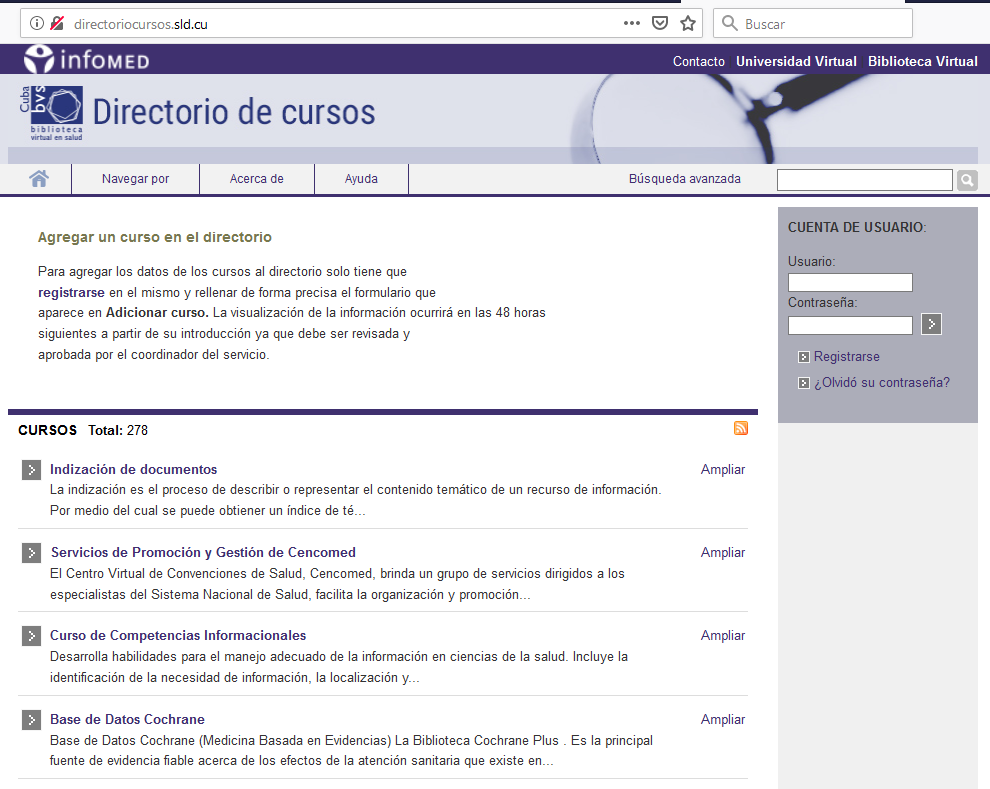 directoriocursos.sld.cu
Buscar
infoMED
Contacto Universidad Virtual Biblioteca Virtual
Cuba
bvs
biblioteca
virtual en salud
Directorio de cursos
Navegar por Acerca de Ayuda Búsqueda avanzada
Agregar un curso en el directorio
Para agregar los datos de los cursos al directorio solo tiene que
registrarse en el mismo y rellenar de forma precisa el formulario que
aparece en Adicionar curso. La visualización de la información ocurrirá en las 48 horas
siguientes a partir de su introducción ya que debe ser revisada y
aprobada por el coordinador del servicio.
CUENTA DE USUARIO:
Usuario:
Contraseña:
Registrarse
¿Olvidó su contraseña?
CURSOS Total: 278
Indización de documentos Ampliar
La indización es el proceso de describir o representar el contenido temático de un recurso de información.
Por medio del cual se puede obtiener un índice de té...
Servicios de Promoción y Gestión de Cencomed Ampliar
El Centro Virtual de Convenciones de Salud, Cencomed, brinda un grupo de servicios dirigidos a los
especialistas del Sistema Nacional de Salud, facilita la organización y promoción...
Curso de Competencias Informacionales Ampliar
Desarrolla habilidades para el manejo adecuado de la información en ciencias de la salud. Incluye la
identificación de la necesidad de información, la localización y...
Base de Datos Cochrane Ampliar
Base de Datos Cochrane (Medicina Basada en Evidencias) La Biblioteca Cochrane Plus . Es la principal
fuente de evidencia fiable acerca de los efectos de la atención sanitaria que existe en...